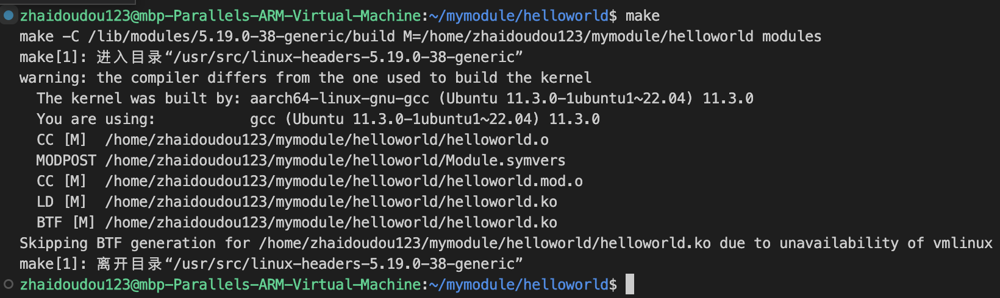 zhaidoudou123@mbp-Parallels-ARM-Virtual-Machine:~/mymodule/helloworld$ make
make -C /lib/modules/5.19.0-38-generic/build M=/home/zhaidoudou123/mymodule/helloworld modules
make[1]: 进入目录“/usr/src/linux-headers-5.19.0-38-generic”
warning: the compiler differs from the one used to build the kernel
  The kernel was built by: aarch64-linux-gnu-gcc (Ubuntu 11.3.0-1ubuntu1~22.04) 11.3.0
  You are using:           gcc (Ubuntu 11.3.0-1ubuntu1~22.04) 11.3.0
  CC [M]  /home/zhaidoudou123/mymodule/helloworld/helloworld.o
  MODPOST /home/zhaidoudou123/mymodule/helloworld/Module.symvers
  CC [M]  /home/zhaidoudou123/mymodule/helloworld/helloworld.mod.o
  LD [M]  /home/zhaidoudou123/mymodule/helloworld/helloworld.ko
  BTF [M] /home/zhaidoudou123/mymodule/helloworld/helloworld.ko
Skipping BTF generation for /home/zhaidoudou123/mymodule/helloworld/helloworld.ko due to unavailability of vmlinux
make[1]: 离开目录“/usr/src/linux-headers-5.19.0-38-generic”
zhaidoudou123@mbp-Parallels-ARM-Virtual-Machine:~/mymodule/helloworld$